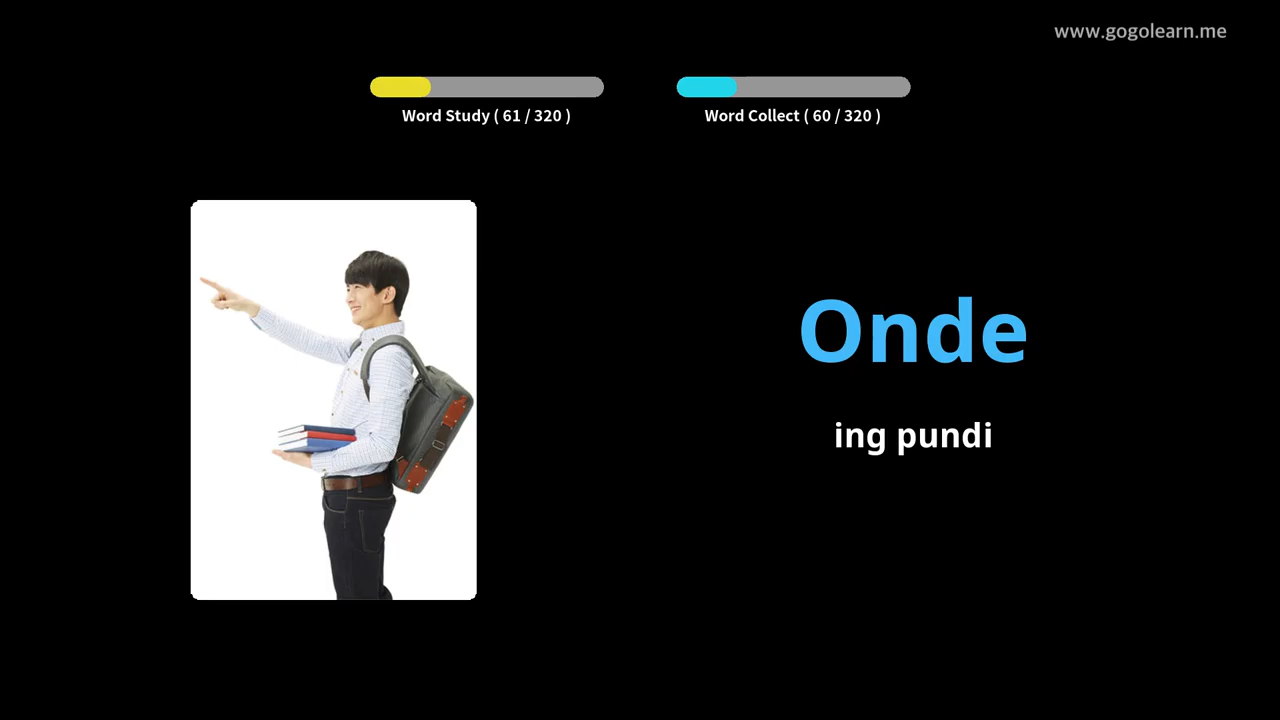 www.gogolearn.me
Word Study ( 61 / 320 )
Word Collect ( 60 / 320 )
Onde
ing pundi